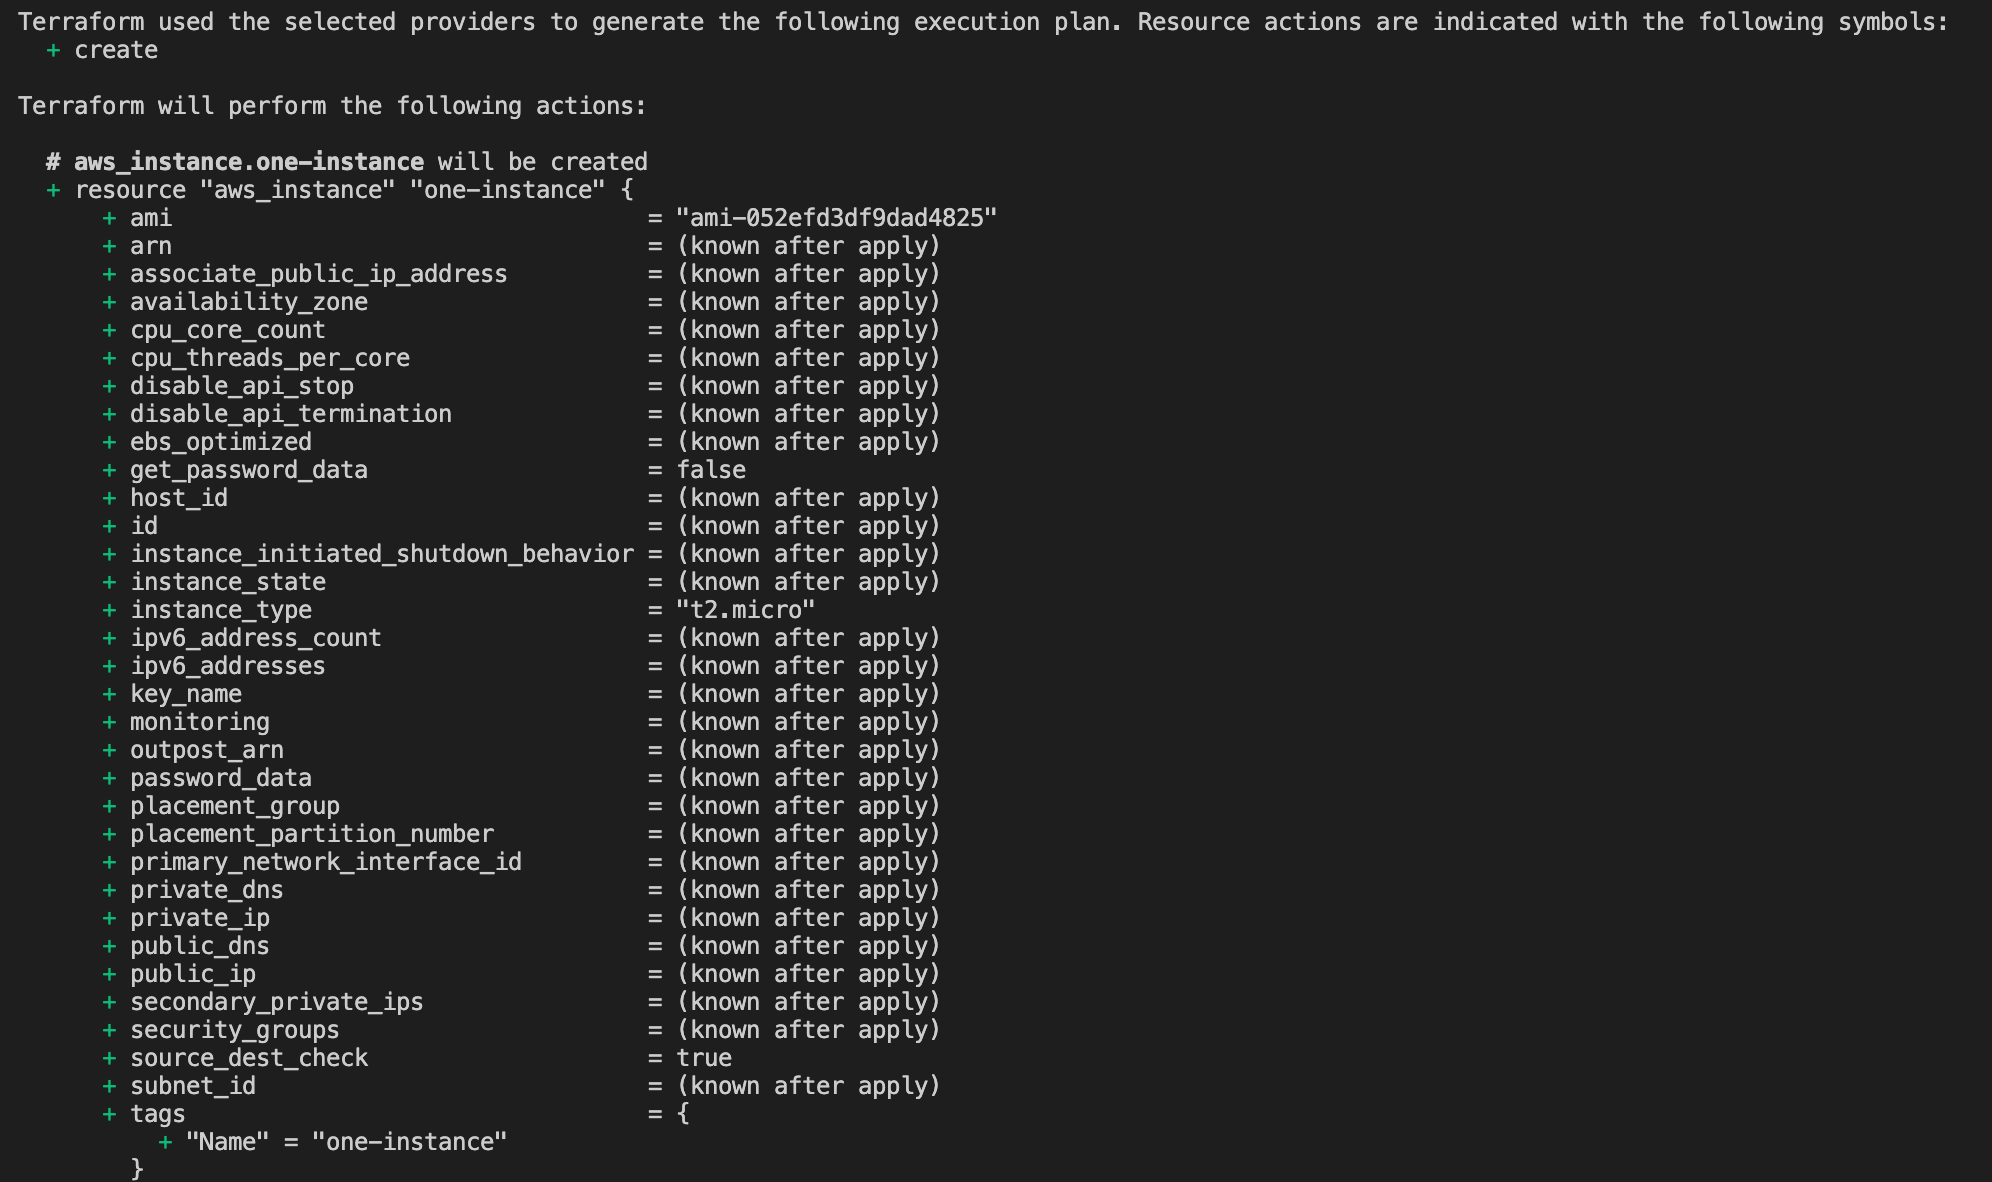 Terraform used the selected providers to generate the following execution plan. Resource actions are indicated with the following symbols:
  + create

Terraform will perform the following actions:

  # aws_instance.one-instance will be created
  + resource "aws_instance" "one-instance" {
      + ami                                  = "ami-052efd3df9dad4825"
      + arn                                  = (known after apply)
      + associate_public_ip_address          = (known after apply)
      + availability_zone                    = (known after apply)
      + cpu_core_count                       = (known after apply)
      + cpu_threads_per_core                 = (known after apply)
      + disable_api_stop                     = (known after apply)
      + disable_api_termination              = (known after apply)
      + ebs_optimized                        = (known after apply)
      + get_password_data                    = false
      + host_id                              = (known after apply)
      + id                                   = (known after apply)
      + instance_initiated_shutdown_behavior = (known after apply)
      + instance_state                       = (known after apply)
      + instance_type                        = "t2.micro"
      + ipv6_address_count                   = (known after apply)
      + ipv6_addresses                       = (known after apply)
      + key_name                             = (known after apply)
      + monitoring                           = (known after apply)
      + outpost_arn                          = (known after apply)
      + password_data                        = (known after apply)
      + placement_group                      = (known after apply)
      + placement_partition_number           = (known after apply)
      + primary_network_interface_id         = (known after apply)
      + private_dns                          = (known after apply)
      + private_ip                           = (known after apply)
      + public_dns                           = (known after apply)
      + public_ip                            = (known after apply)
      + secondary_private_ips                = (known after apply)
      + security_groups                      = (known after apply)
      + source_dest_check                    = true
      + subnet_id                            = (known after apply)
      + tags                                 = {
          + "Name" = "one-instance"
        }